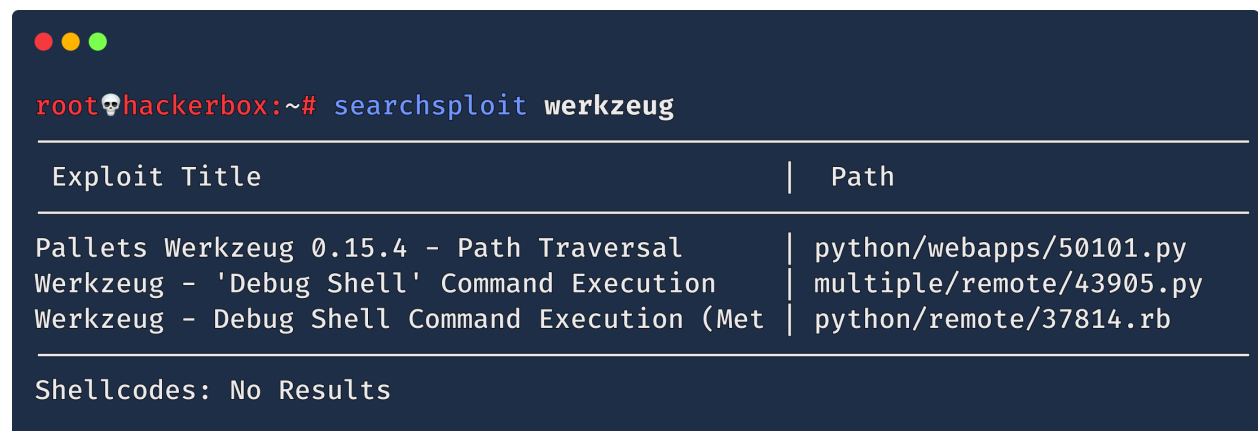 root💀hackerbox:~# searchsploit werkzeug
Exploit Title | Path
Pallets Werkzeug 0.15.4 - Path Traversal | python/webapps/50101.py
Werkzeug - 'Debug Shell' Command Execution | multiple/remote/43905.py
Werkzeug - Debug Shell Command Execution (Met | python/remote/37814.rb
Shellcodes: No Results